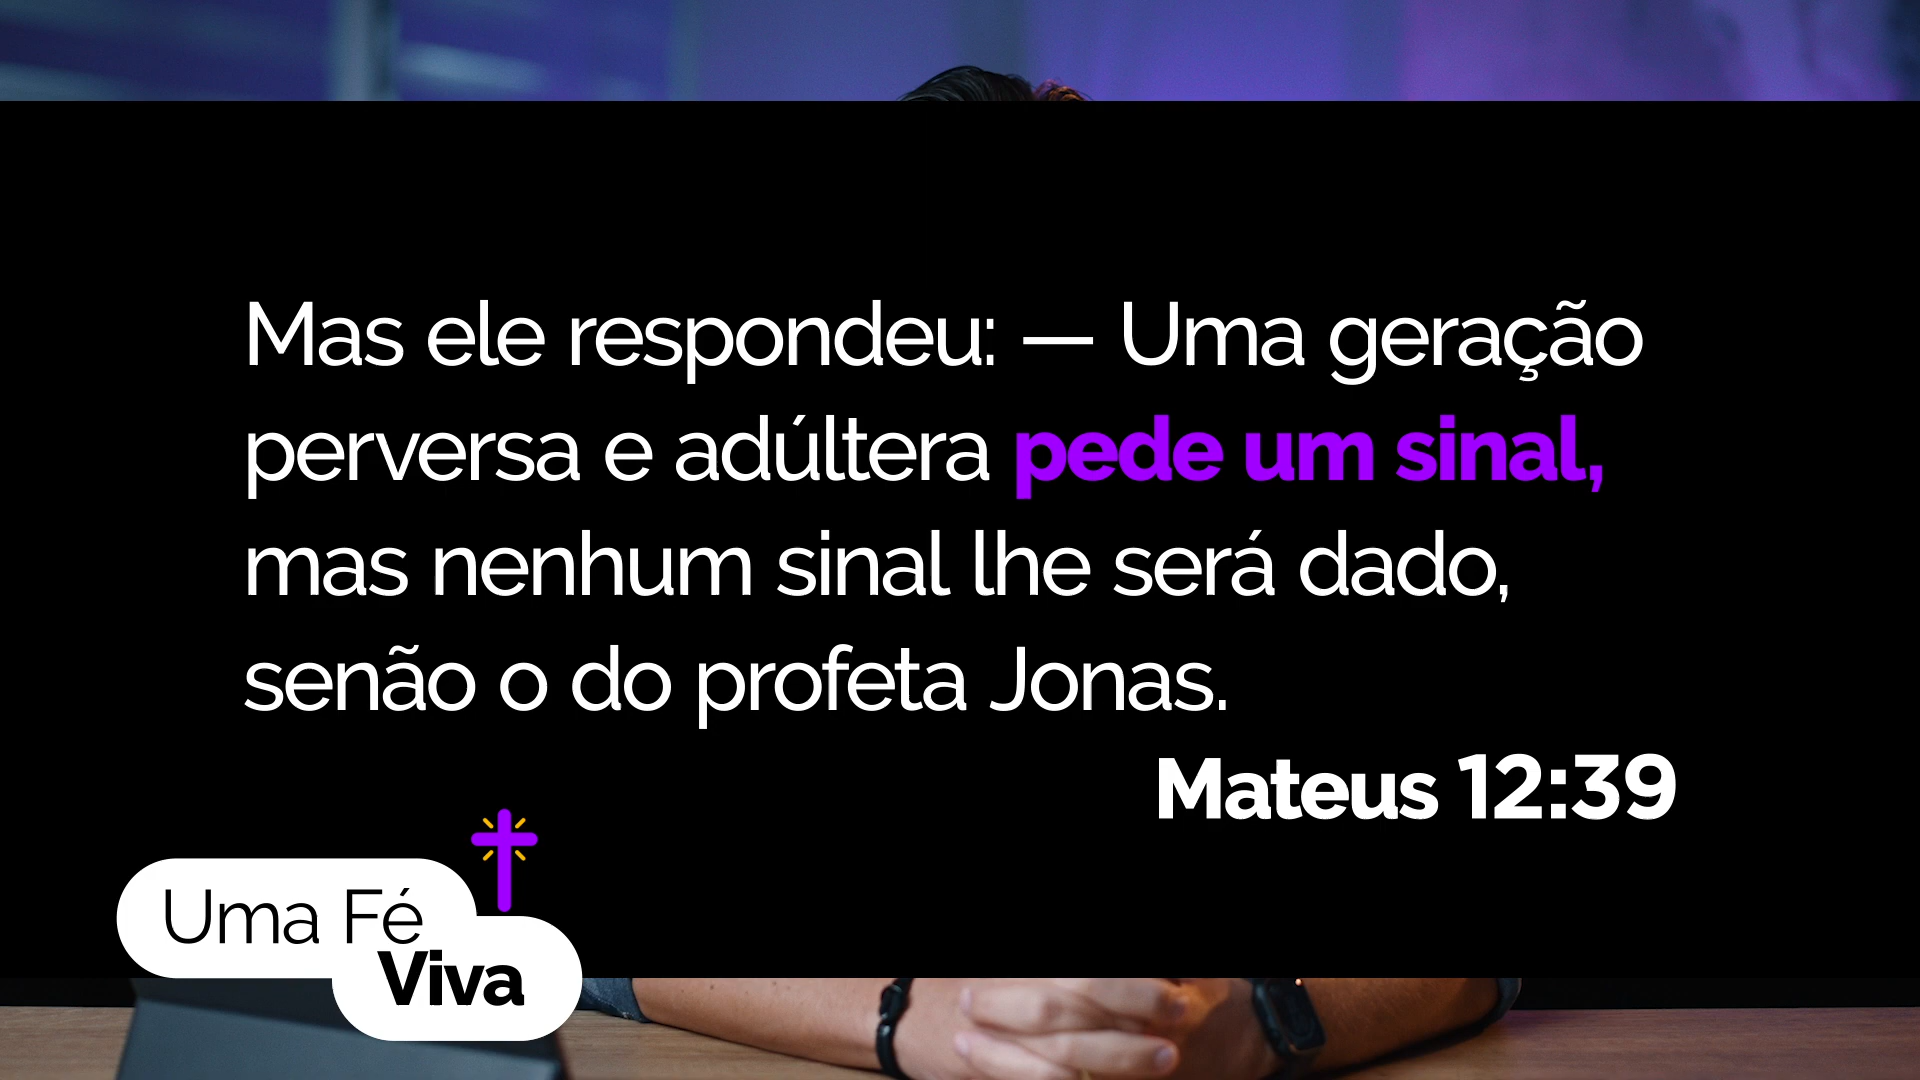 Mas ele respondeu: — Uma geração
perversa e adúltera pede um sinal,
mas nenhum sinal lhe será dado,
senão o do profeta Jonas.
Mateus 12:39
Uma Fé
Viva